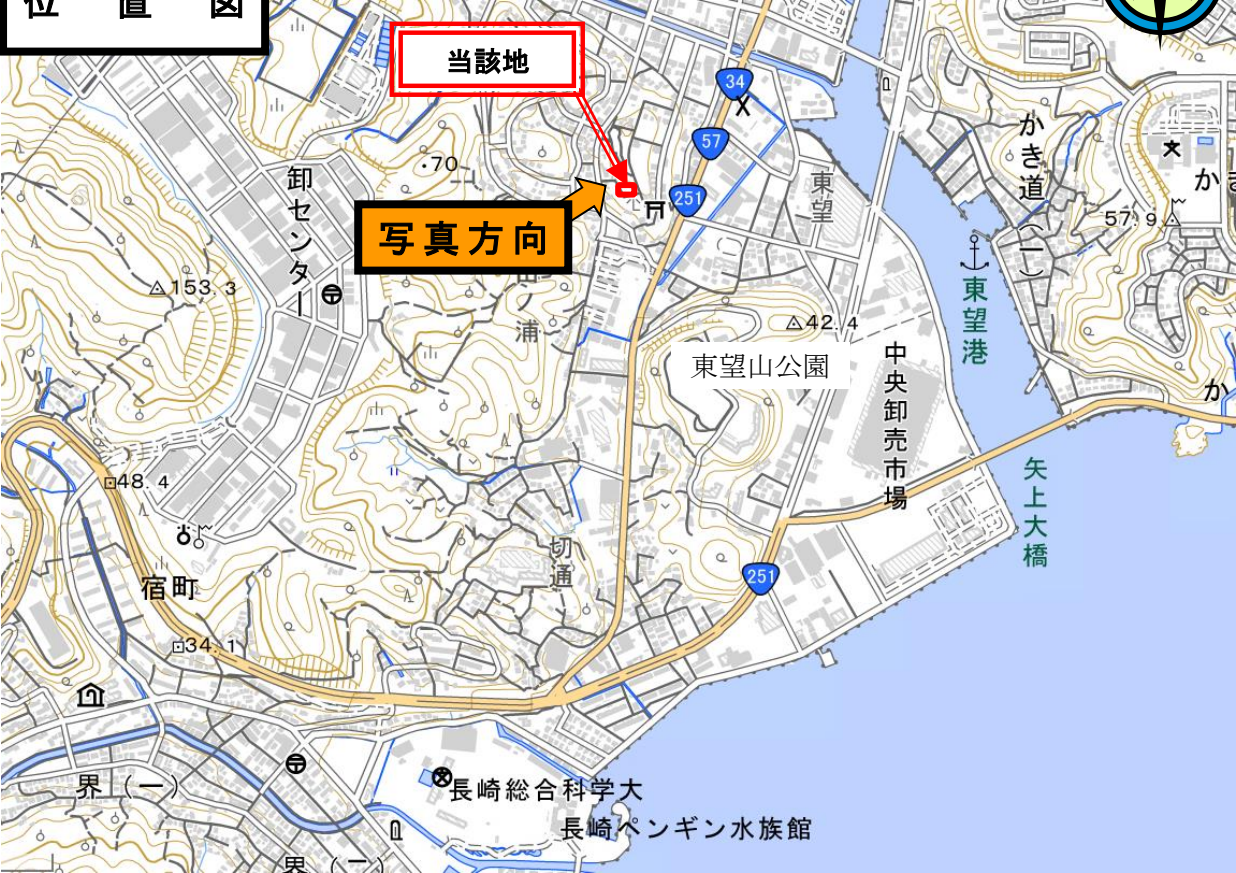 位置図
当該地
34
57
251
写真方向
・70
卸センター
153.3
東望
かき道(一)
57.9
か
東望港
浦
42.4
東望山公園
中央卸売市場
か
矢上大橋
48.4
切通
251
宿町
34.1
界(一)
長崎総合科学大
長崎ペンギン水族館
界(一)